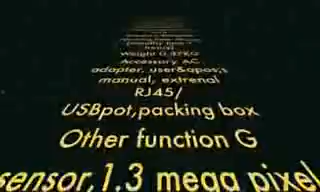 Weight 0.37KG
Accessory AC
adapter, user&apos;s
manual, extrenal
RJ45/
USBpot,packing box
Other function G
sensor,1.3 mega pixel